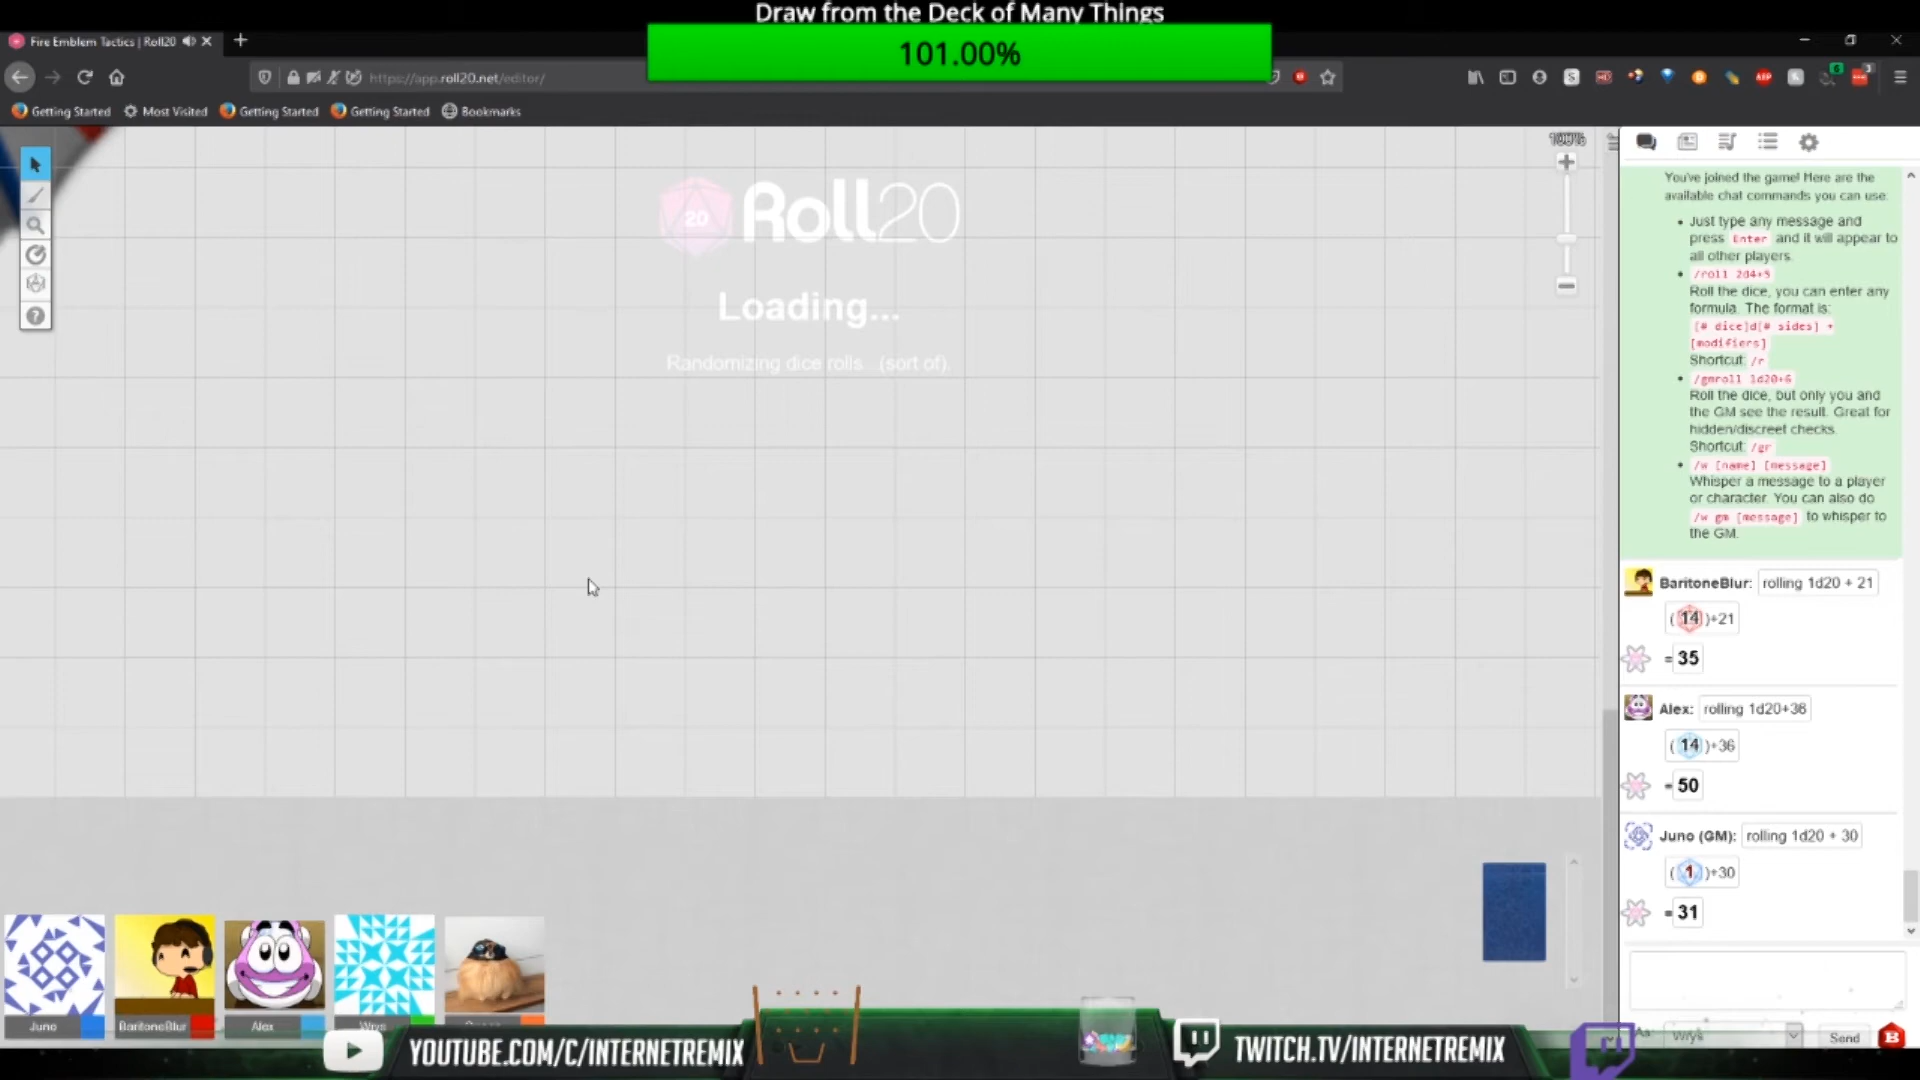 Draw from the Deck of Many Things
101.00%
Fire Emblem Tactics | Roll20
https://app.roll20.net/editor/
Getting Started
Most Visited
Getting Started
Getting Started
Bookmarks
20
Roll20
Loading...
Randomizing dice rolls...(sort of).
You've joined the game! Here are the
available chat commands you can use:
• Just type any message and
press Enter and it will appear to
all other players.
• /roll 2d4+5
Roll the dice, you can enter any
formula. The format is:
[# dice]d[# sides] +
[modifiers]
Shortcut: /r
• /gmroll 1d20+6
Roll the dice, but only you and
the GM see the result. Great for
hidden/discreet checks.
Shortcut: /gr
• /w [name] [message]
Whisper a message to a player
or character. You can also do
/w gm [message] to whisper to
the GM.
BaritoneBlur: rolling 1d20 + 21
(14)+21
= 35
Alex: rolling 1d20+36
(14)+36
= 50
Juno (GM): rolling 1d20 + 30
(1)+30
= 31
Juno
BaritoneBlur
Alex
Wrys
As:
Wrys
Send
YOUTUBE.COM/C/INTERNETREMIX
TWITCH.TV/INTERNETREMIX